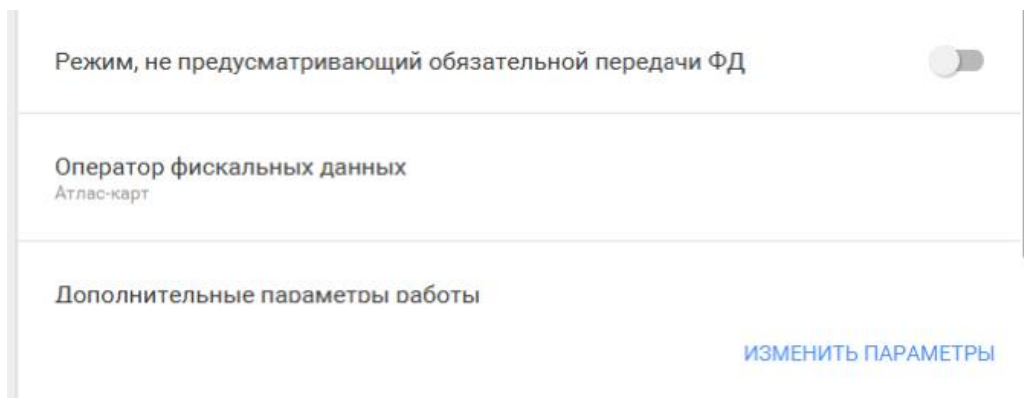 Режим, не предусматривающий обязательной передачи ФД
Оператор фискальных данных
Атлас-карт
Дополнительные параметры работы
ИЗМЕНИТЬ ПАРАМЕТРЫ